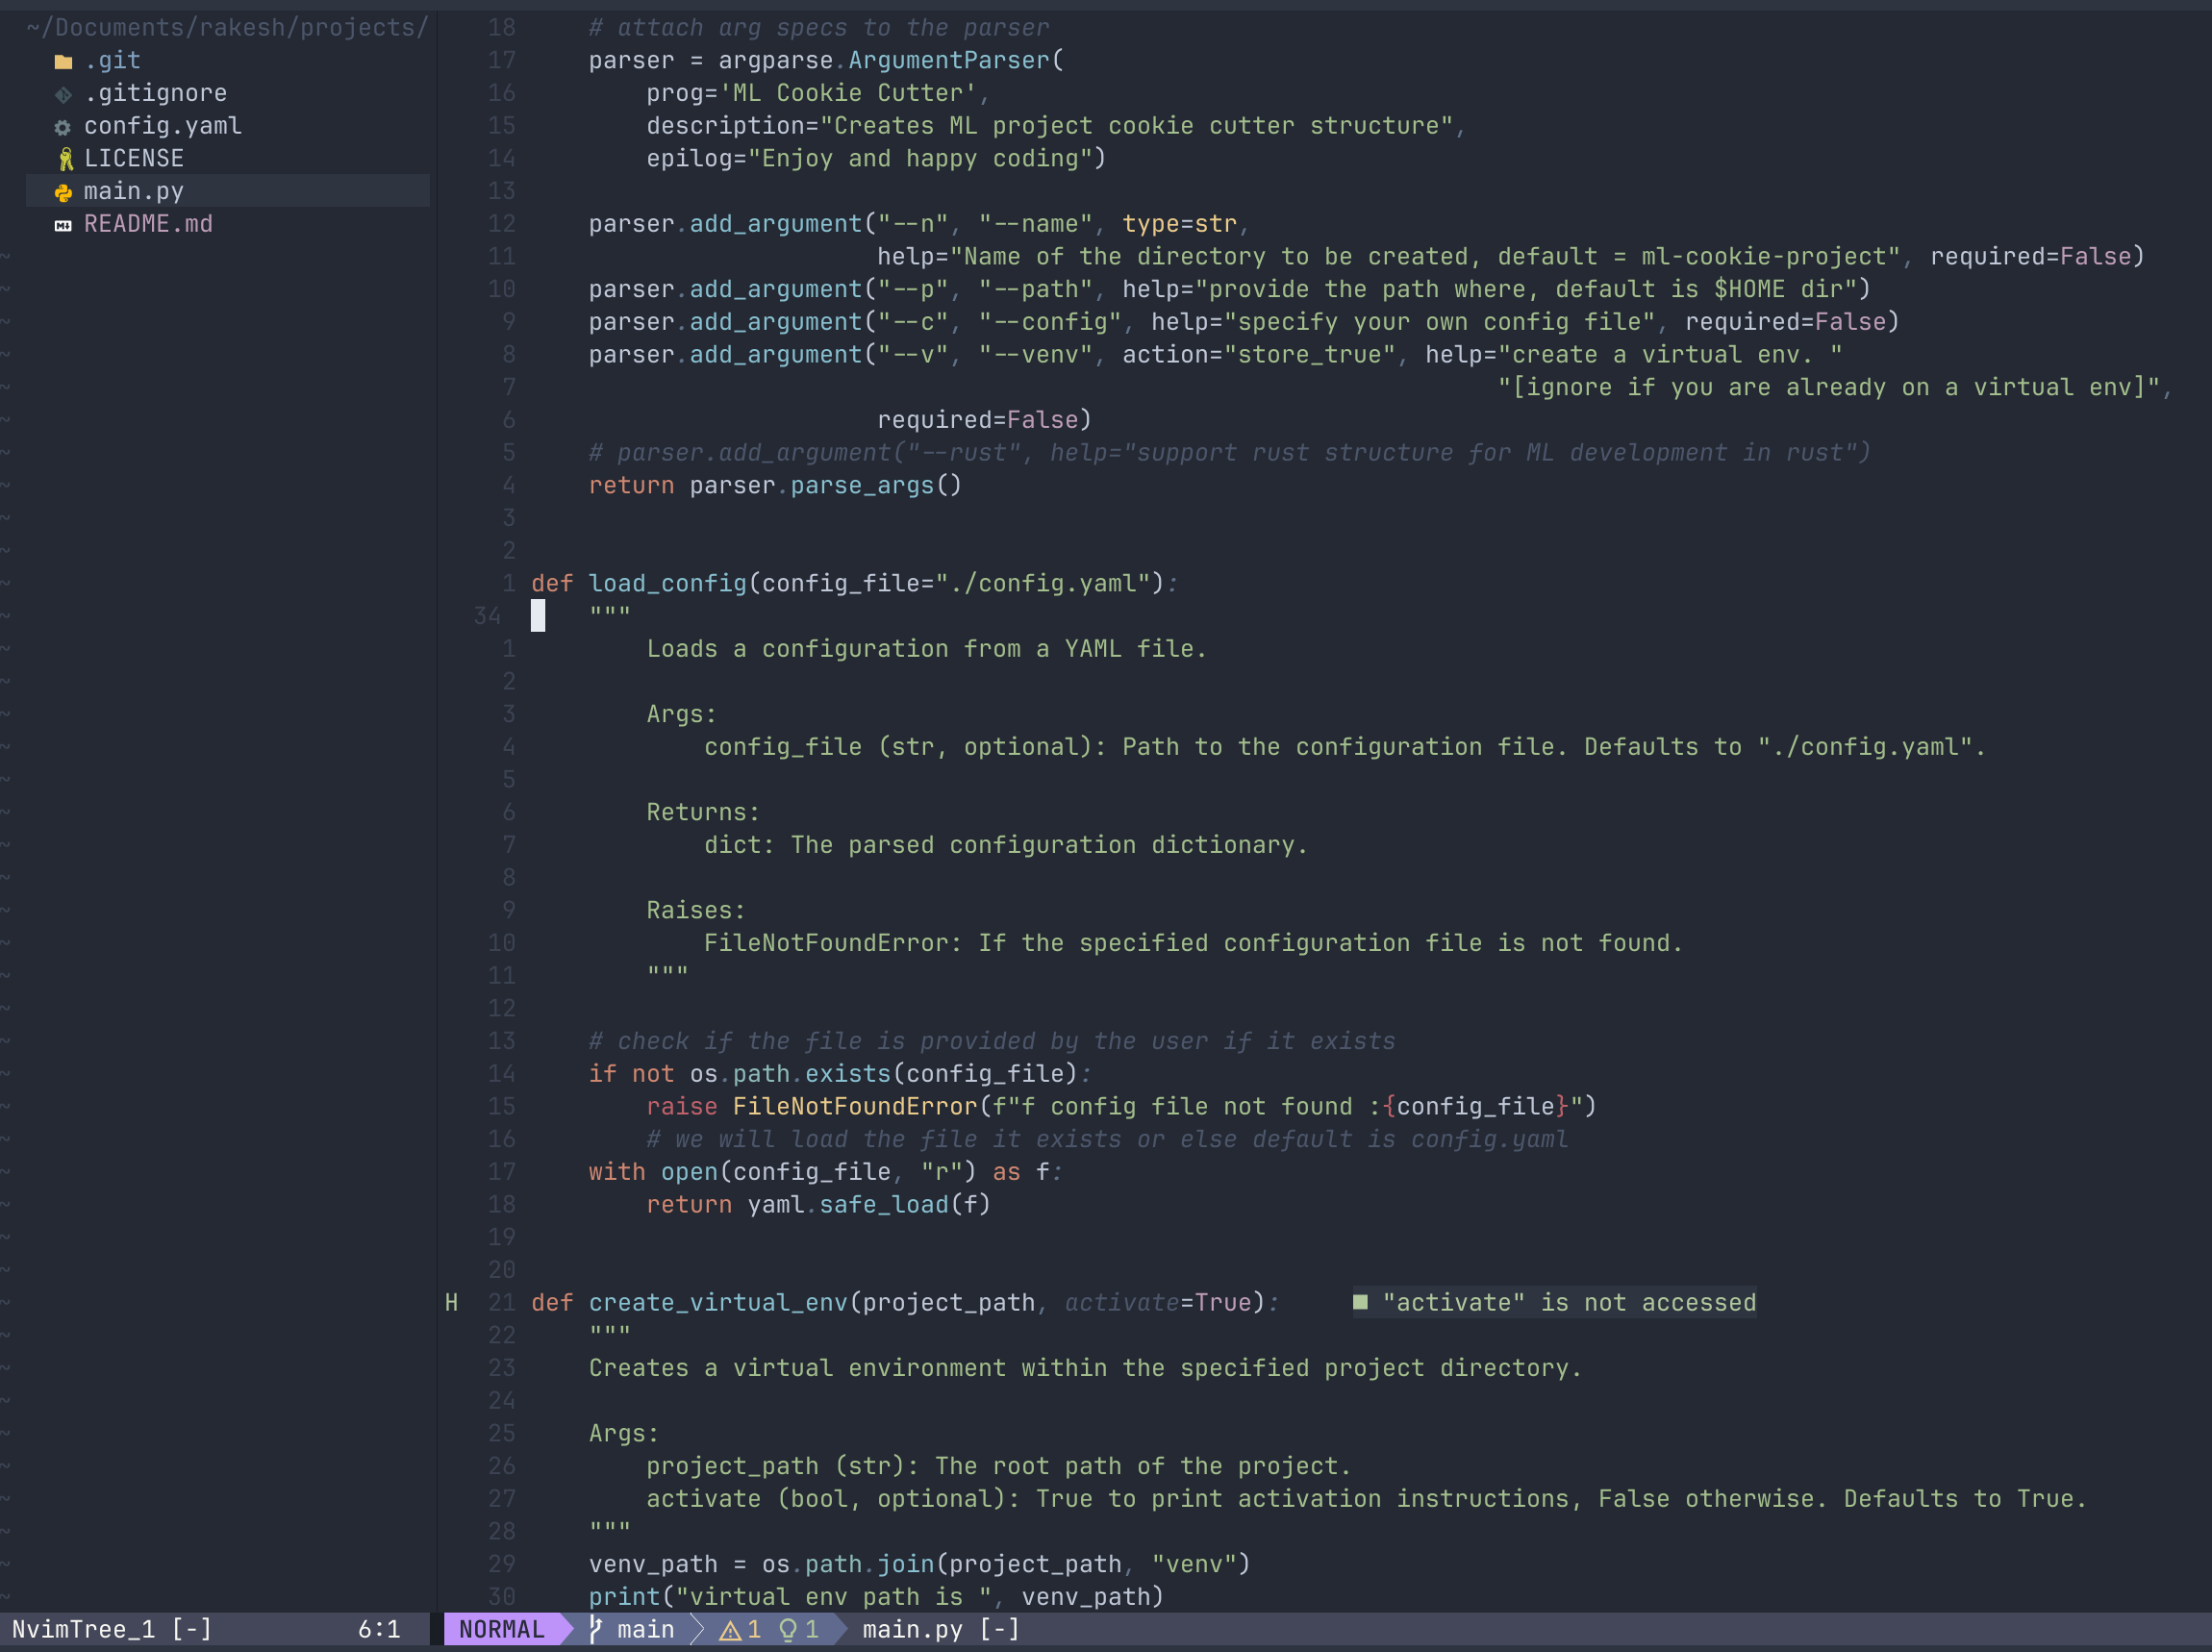 ~/Documents/rakesh/projects/
.git
.gitignore
config.yaml
LICENSE
main.py
README.md
18     # attach arg specs to the parser
17     parser = argparse.ArgumentParser(
16         prog='ML Cookie Cutter',
15         description="Creates ML project cookie cutter structure",
14         epilog="Enjoy and happy coding")
13
12     parser.add_argument("--n", "--name", type=str,
11                         help="Name of the directory to be created, default = ml-cookie-project", required=False)
10     parser.add_argument("--p", "--path", help="provide the path where, default is $HOME dir")
9     parser.add_argument("--c", "--config", help="specify your own config file", required=False)
8     parser.add_argument("--v", "--venv", action="store_true", help="create a virtual env. "
7                                                                    "[ignore if you are already on a virtual env]",
6                         required=False)
5     # parser.add_argument("--rust", help="support rust structure for ML development in rust")
4     return parser.parse_args()
3
2
1 def load_config(config_file="./config.yaml"):
34     """
1         Loads a configuration from a YAML file.
2
3         Args:
4             config_file (str, optional): Path to the configuration file. Defaults to "./config.yaml".
5
6         Returns:
7             dict: The parsed configuration dictionary.
8
9         Raises:
10             FileNotFoundError: If the specified configuration file is not found.
11         """
12
13     # check if the file is provided by the user if it exists
14     if not os.path.exists(config_file):
15         raise FileNotFoundError(f"f config file not found :{config_file}")
16         # we will load the file it exists or else default is config.yaml
17     with open(config_file, "r") as f:
18         return yaml.safe_load(f)
19
20
H 21 def create_virtual_env(project_path, activate=True):     ■ "activate" is not accessed
22     """
23     Creates a virtual environment within the specified project directory.
24
25     Args:
26         project_path (str): The root path of the project.
27         activate (bool, optional): True to print activation instructions, False otherwise. Defaults to True.
28     """
29     venv_path = os.path.join(project_path, "venv")
30     print("virtual env path is ", venv_path)
NvimTree_1 [-] 6:1 NORMAL main 1 1 main.py [-]